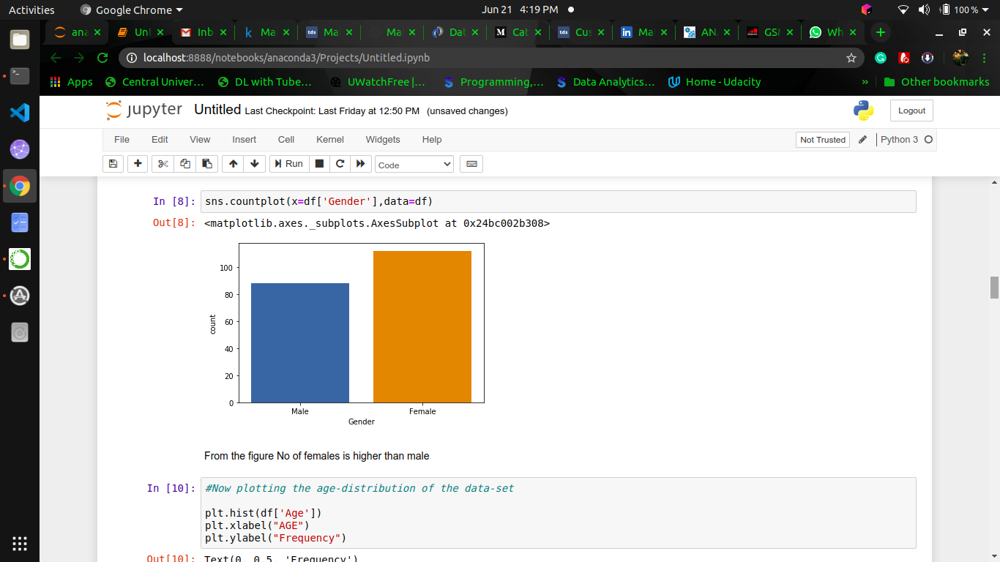 Activities Google Chrome Jun 21 4:19 PM 100 %
ana Unt Inb Ma Ma Ma Dat Cat Cus Ma AN. GSM Wh
localhost:8888/notebooks/anaconda3/Projects/Untitled.ipynb
Apps Central Univer… DL with Tube… UWatchFree |… Programming,… Data Analytics… Home - Udacity » Other bookmarks
jupyter Untitled Last Checkpoint: Last Friday at 12:50 PM (unsaved changes) Logout
File Edit View Insert Cell Kernel Widgets Help Not Trusted Python 3
Run Code
In [8]: sns.countplot(x=df['Gender'],data=df)
Out[8]: <matplotlib.axes._subplots.AxesSubplot at 0x24bc002b308>
100
80
60
40
20
0
count
Male Female
Gender
From the figure No of females is higher than male
In [10]: #Now plotting the age-distribution of the data-set
plt.hist(df['Age'])
plt.xlabel("AGE")
plt.ylabel("Frequency")
Out[10]: Text(0, 0.5, 'Frequency')